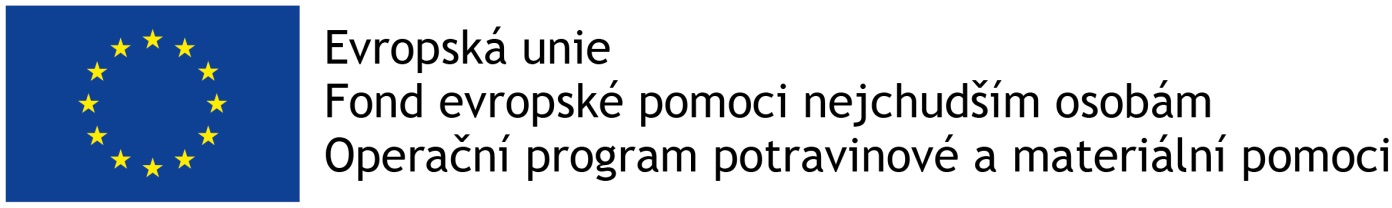 Evropská unie
Fond evropské pomoci nejchudším osobám
Operační program potravinové a materiální pomoci